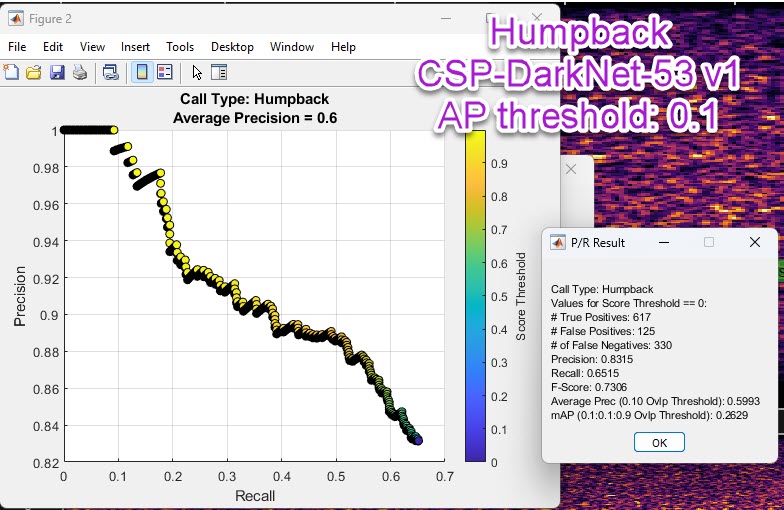 Figure 2
File Edit View Insert Tools Desktop Window Help
Humpback
CSP-DarkNet-53 v1
AP threshold: 0.1
Call Type: Humpback
Average Precision = 0.6
1
0.98
0.96
0.94
0.92
0.9
0.88
0.86
0.84
0.82
Precision
0 0.1 0.2 0.3 0.4 0.5 0.6 0.7
Recall
0.9
0.8
0.7
0.6
0.5
0.4
0.3
0.2
0.1
0
Score Threshold
P/R Result
Call Type: Humpback
Values for Score Threshold == 0:
# True Positives: 617
# False Positives: 125
# of False Negatives: 330
Precision: 0.8315
Recall: 0.6515
F-Score: 0.7306
Average Prec (0.10 Ovlp Threshold): 0.5993
mAP (0.1:0.1:0.9 Ovlp Threshold): 0.2629
OK